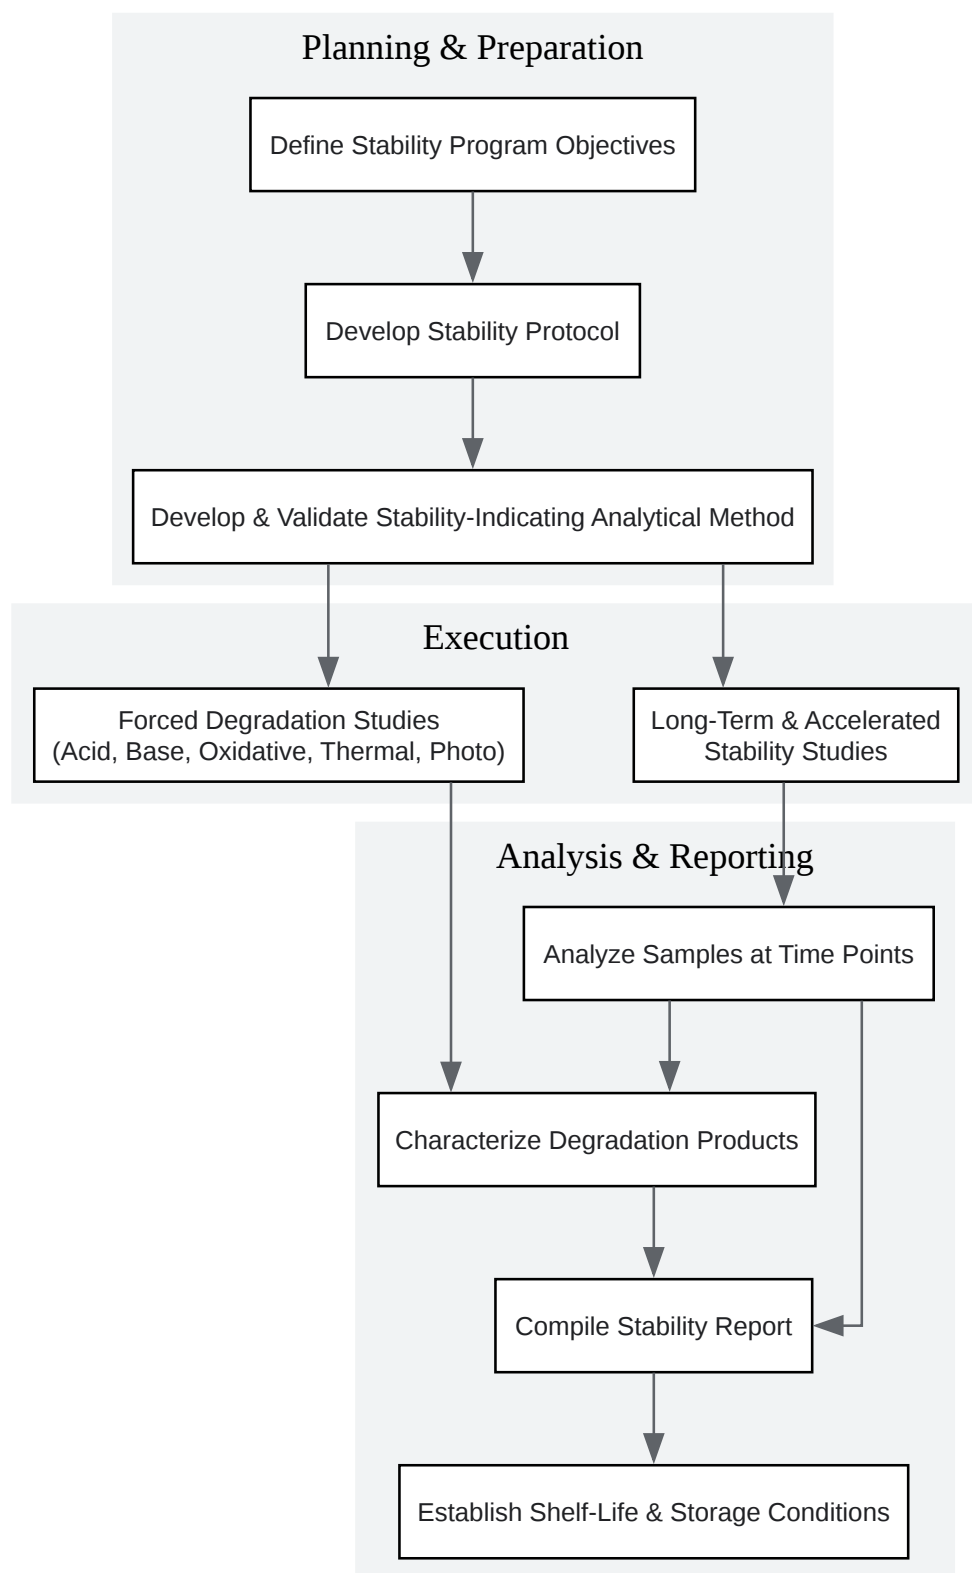 Planning & Preparation
Define Stability Program Objectives
Develop Stability Protocol
Develop & Validate Stability-Indicating Analytical Method
Execution
Forced Degradation Studies
(Acid, Base, Oxidative, Thermal, Photo)
Long-Term & Accelerated
Stability Studies
Analysis & Reporting
Analyze Samples at Time Points
Characterize Degradation Products
Compile Stability Report
Establish Shelf-Life & Storage Conditions